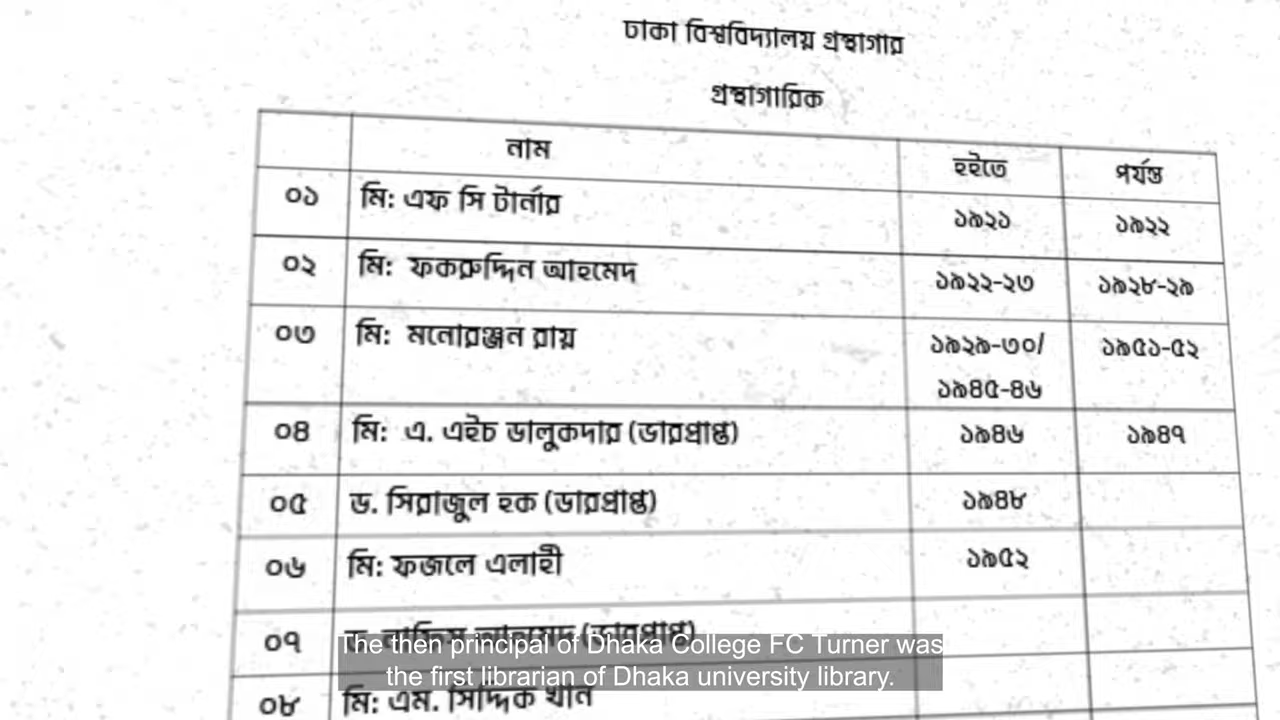 ঢাকা বিশ্ববিদ্যালয় গ্রন্থাগার
গ্রন্থাগারিক
নাম হইতে পর্যন্ত
০১ মি: এফ সি টার্নার ১৯২১ ১৯২২
০২ মি: ফকরুদ্দিন আহমেদ ১৯২২-২৩ ১৯২৮-২৯
০৩ মি: মনোরঞ্জন রায় ১৯২৯-৩০/ ১৯৫১-৫২
১৯৪৫-৪৬
০৪ মি: এ. এইচ তালুকদার (ভারপ্রাপ্ত) ১৯৪৬ ১৯৪৭
০৫ ড. সিরাজুল হক (ভারপ্রাপ্ত) ১৯৪৮
০৬ মি: ফজলে এলাহী ১৯৫২
০৭ আহমেদ (ভারপ্রাপ্ত)
০৮ মি: এম. সিদ্দিক খান
The then principal of Dhaka College FC Turner was
the first librarian of Dhaka university library.